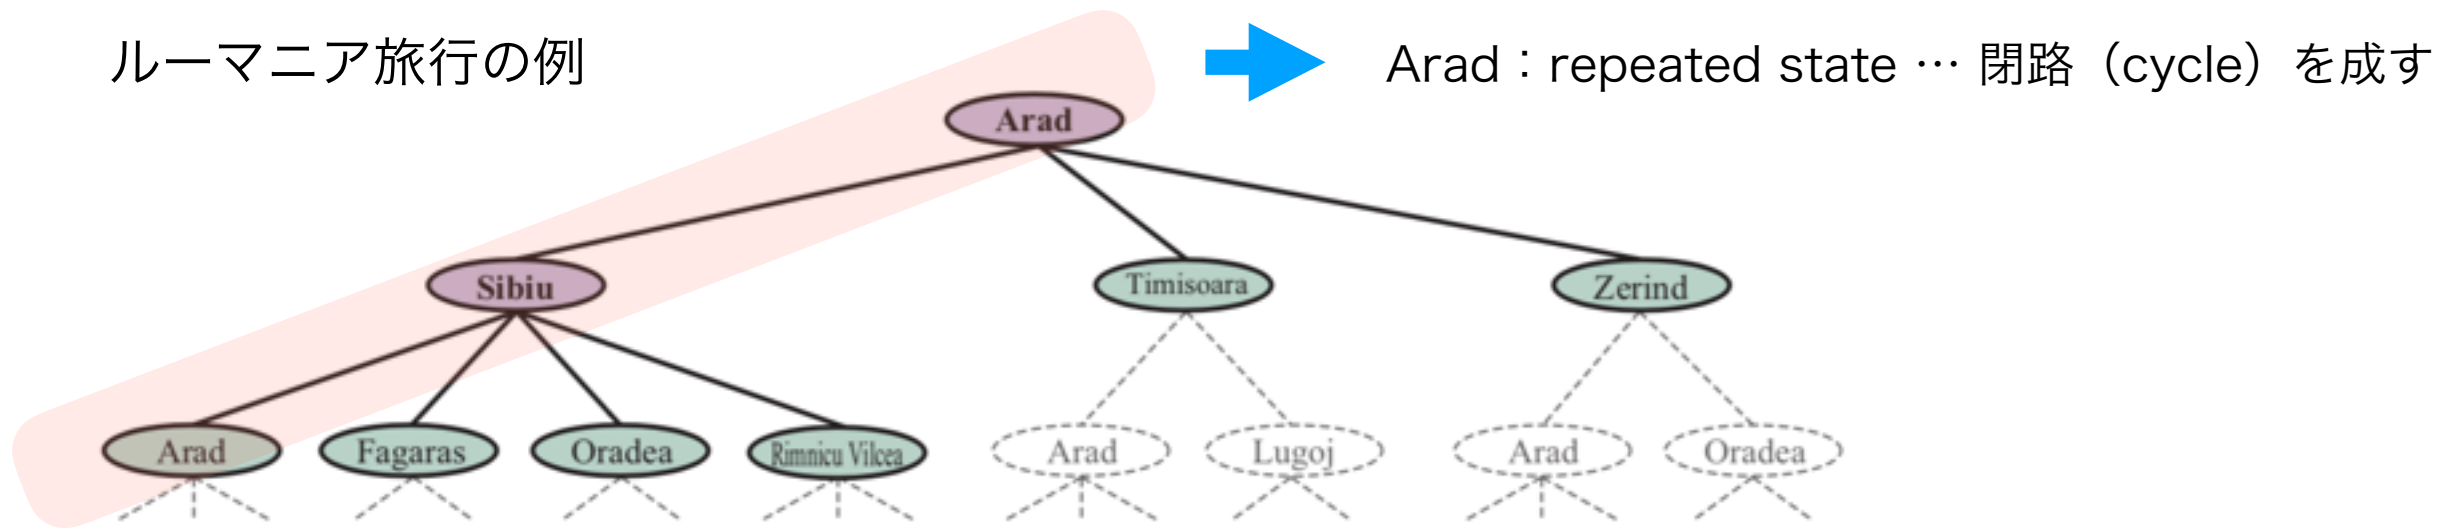 ルーマニア旅行の例
Arad：repeated state … 閉路（cycle）を成す
Arad
Sibiu
Timisoara
Zerind
Arad
Fagaras
Oradea
Rimnicu Vilcea
Arad
Lugoj
Arad
Oradea